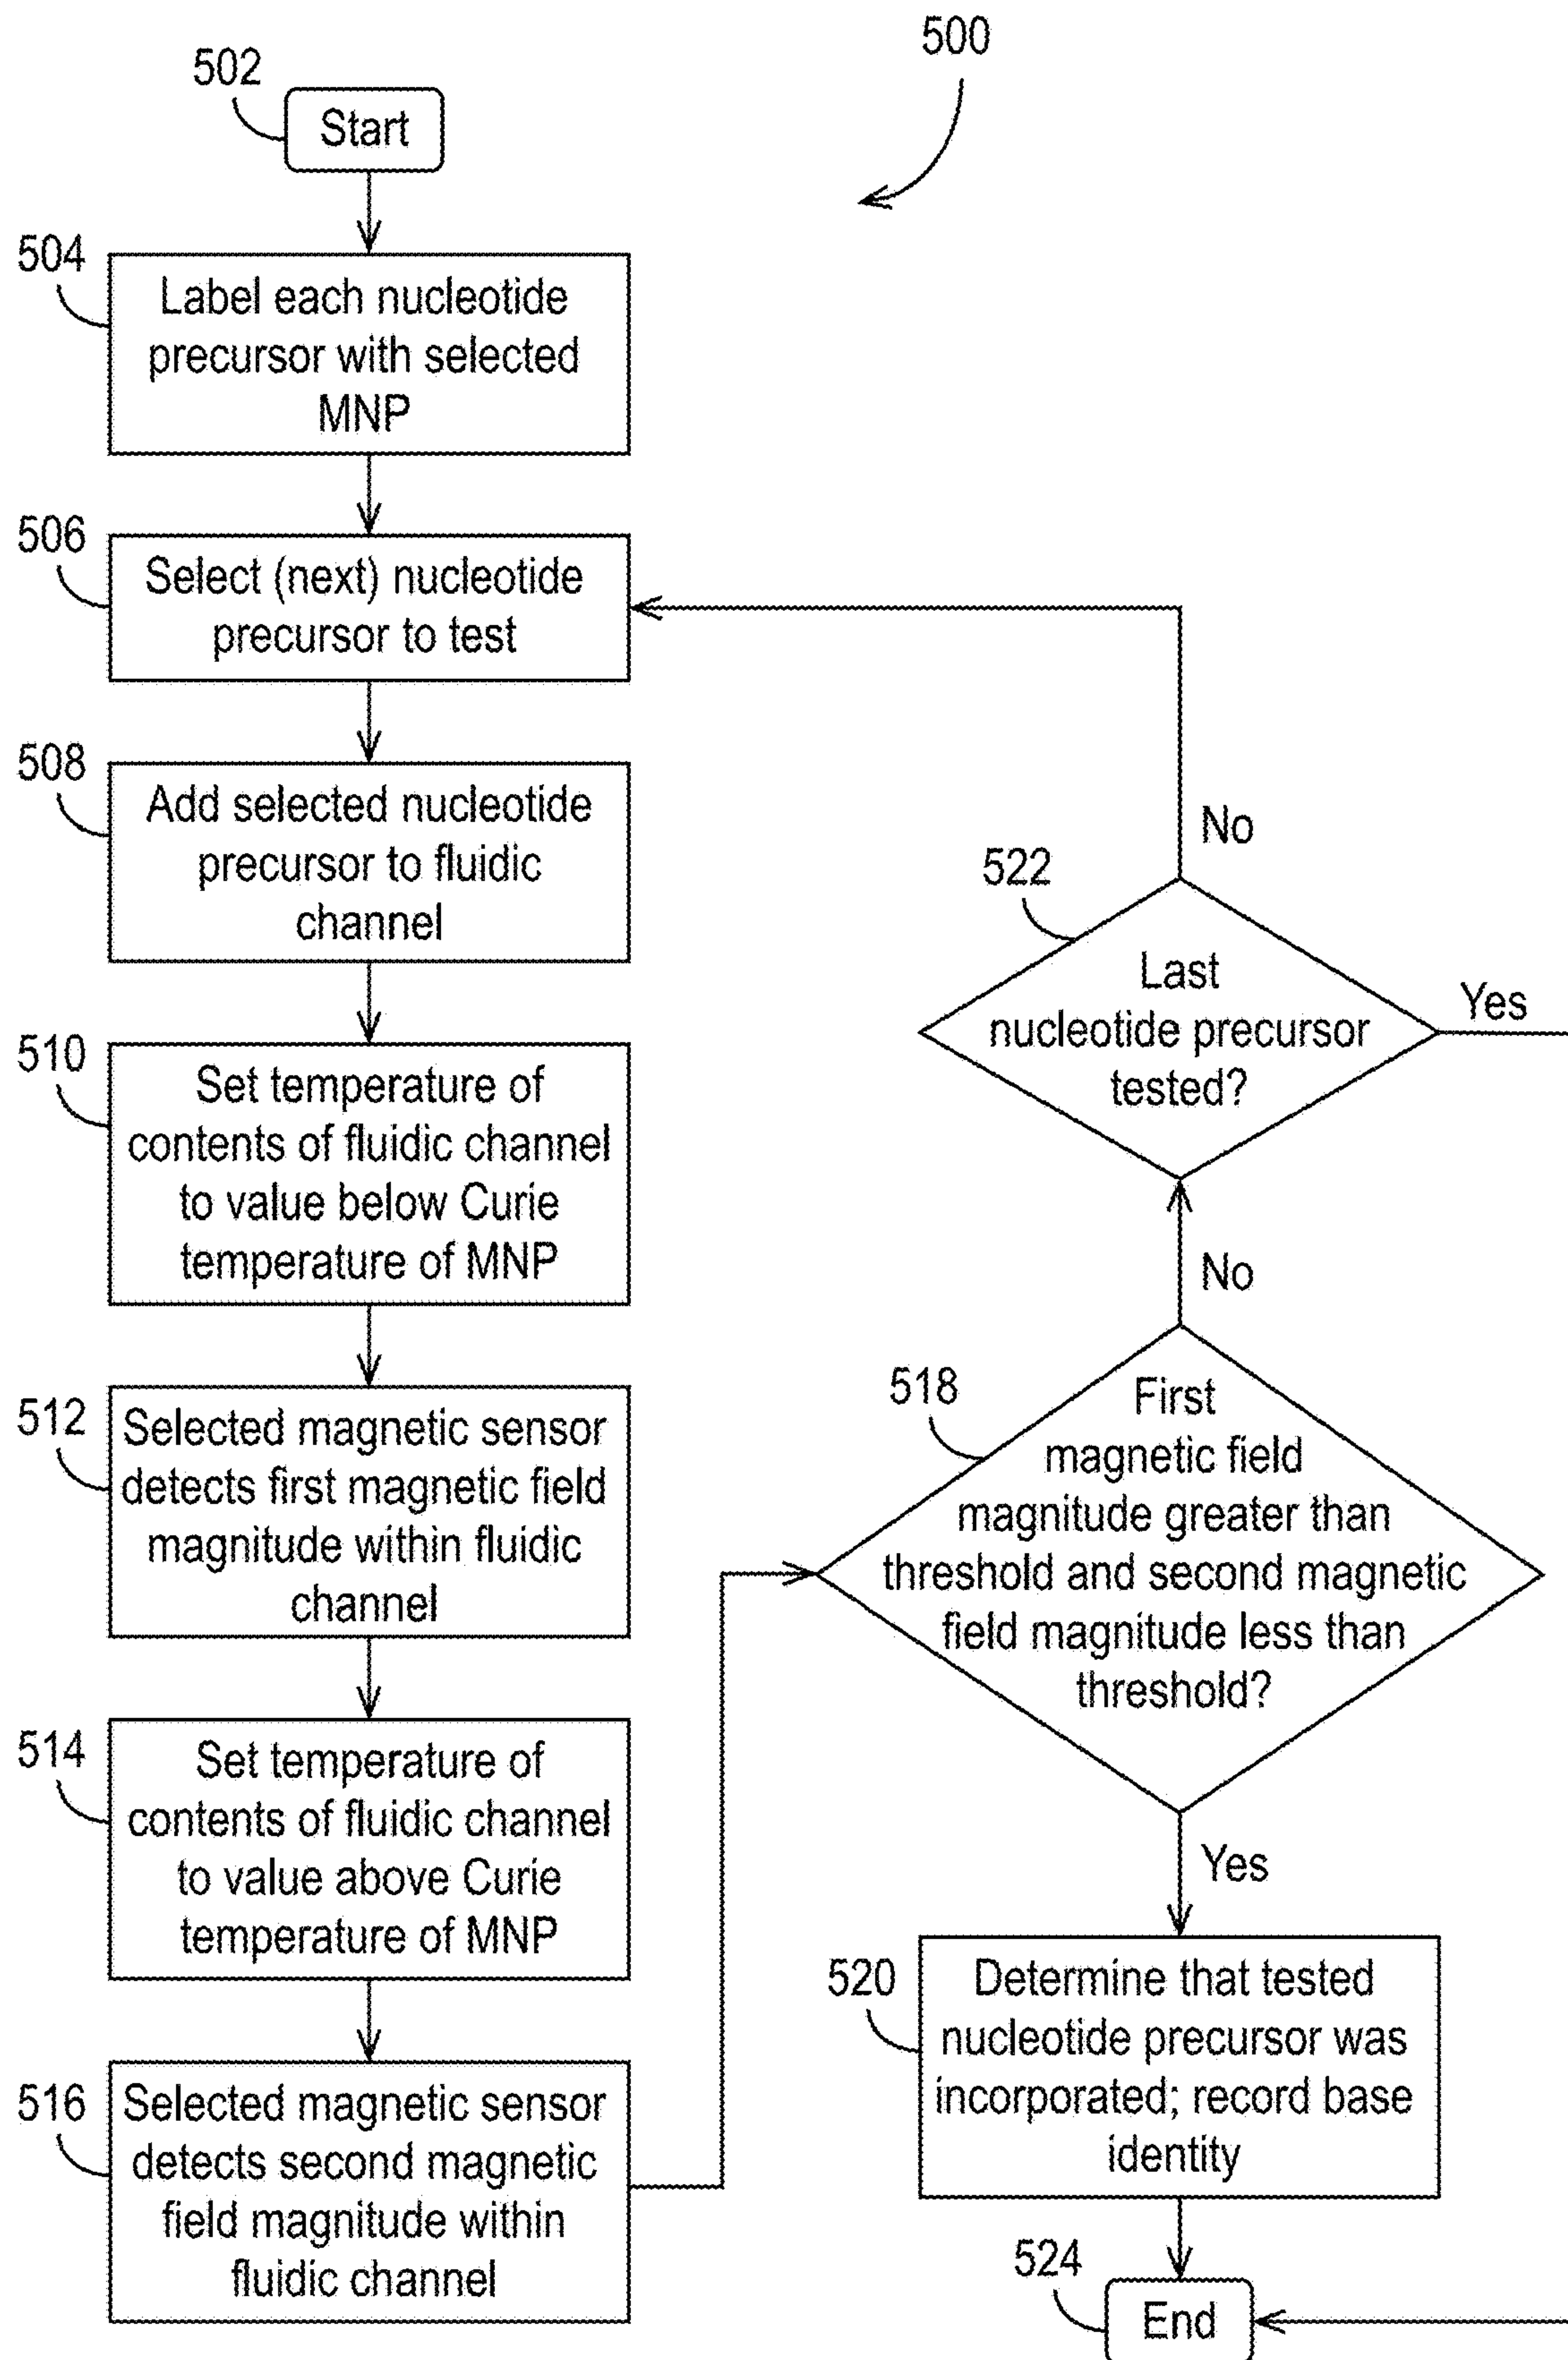 500
502
Start
504
Label each nucleotide
precursor with selected
MNP
506
Select (next) nucleotide
precursor to test
508
Add selected nucleotide
precursor to fluidic
channel
510
Set temperature of
contents of fluidic channel
to value below Curie
temperature of MNP
512
Selected magnetic sensor
detects first magnetic field
magnitude within fluidic
channel
514
Set temperature of
contents of fluidic channel
to value above Curie
temperature of MNP
516
Selected magnetic sensor
detects second magnetic
field magnitude within
fluidic channel
No
522
Last
nucleotide precursor
tested?
Yes
No
518
First
magnetic field
magnitude greater than
threshold and second magnetic
field magnitude less than
threshold?
Yes
520
Determine that tested
nucleotide precursor was
incorporated; record base
identity
524
End